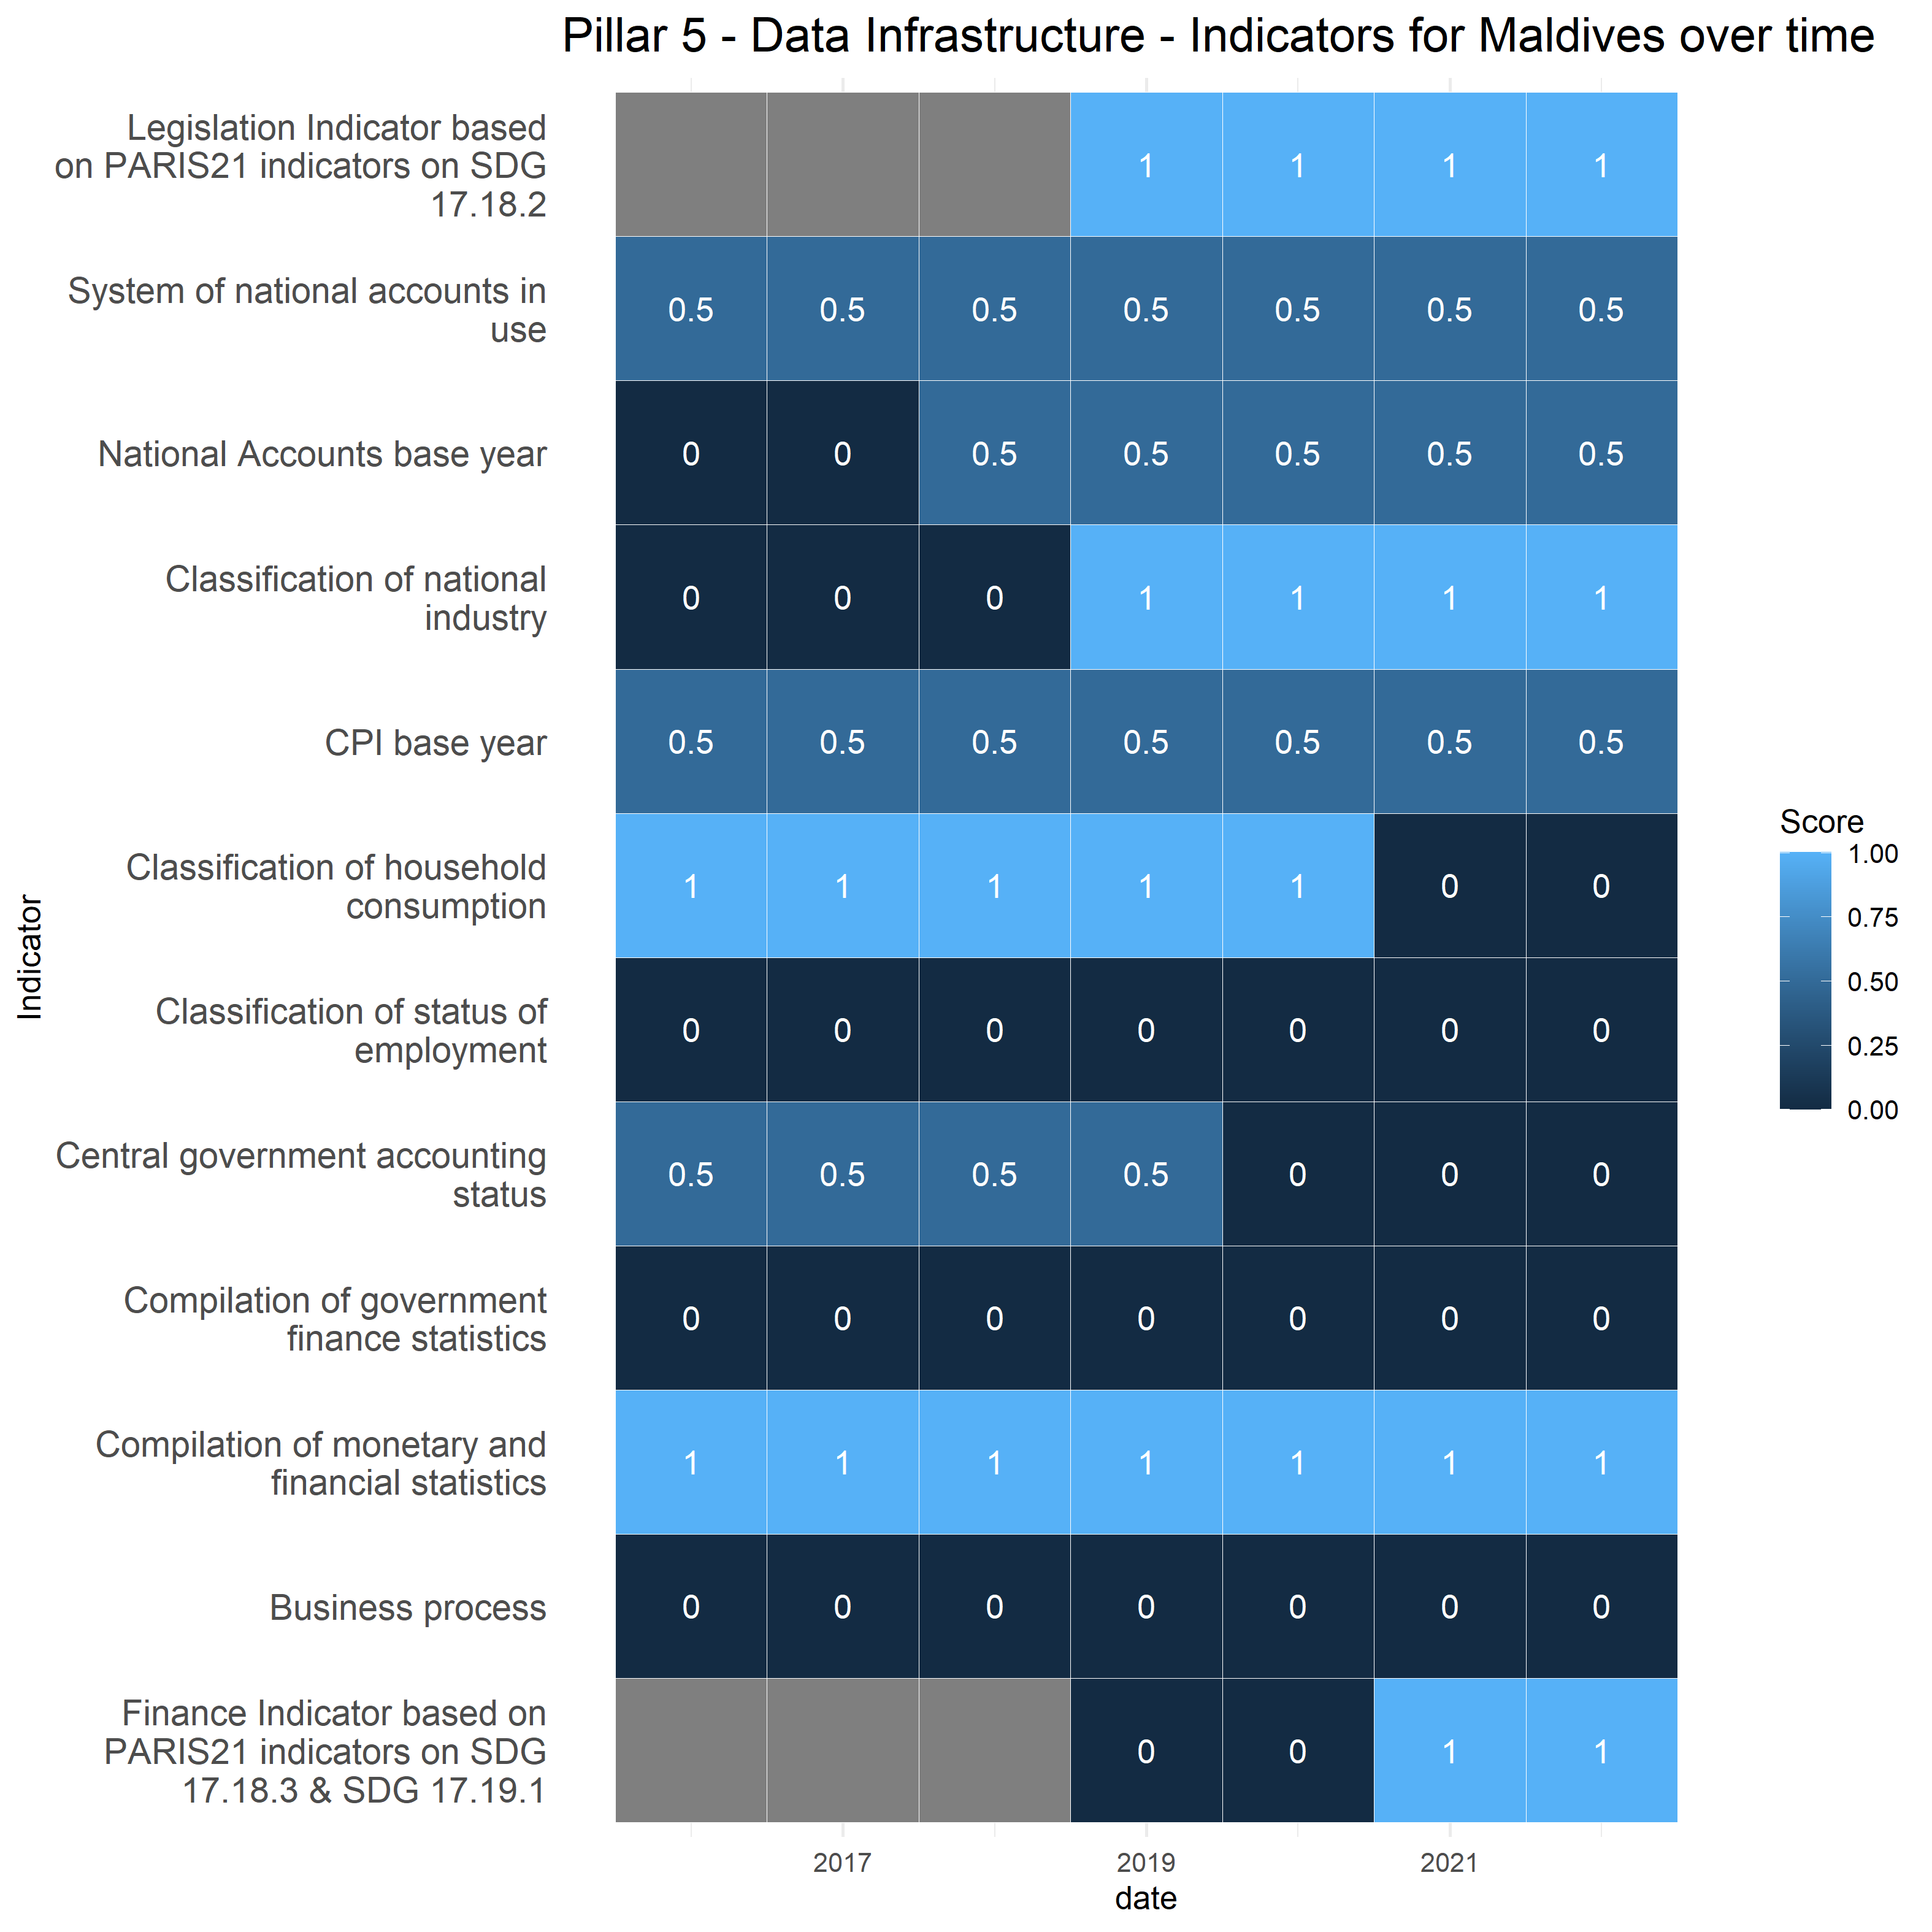 Pillar 5 - Data Infrastructure - Indicators for Maldives over time
Legislation Indicator based
on PARIS21 indicators on SDG
17.18.2
1 1 1 1
System of national accounts in
use
0.5 0.5 0.5 0.5 0.5 0.5 0.5
National Accounts base year
0 0 0.5 0.5 0.5 0.5 0.5
Classification of national
industry
0 0 0 1 1 1 1
CPI base year
0.5 0.5 0.5 0.5 0.5 0.5 0.5
Classification of household
consumption
1 1 1 1 1 0 0
Classification of status of
employment
0 0 0 0 0 0 0
Central government accounting
status
0.5 0.5 0.5 0.5 0 0 0
Compilation of government
finance statistics
0 0 0 0 0 0 0
Compilation of monetary and
financial statistics
1 1 1 1 1 1 1
Business process
0 0 0 0 0 0 0
Finance Indicator based on
PARIS21 indicators on SDG
17.18.3 & SDG 17.19.1
0 0 1 1
2017 2019 2021
date
Indicator
Score
1.00
0.75
0.50
0.25
0.00